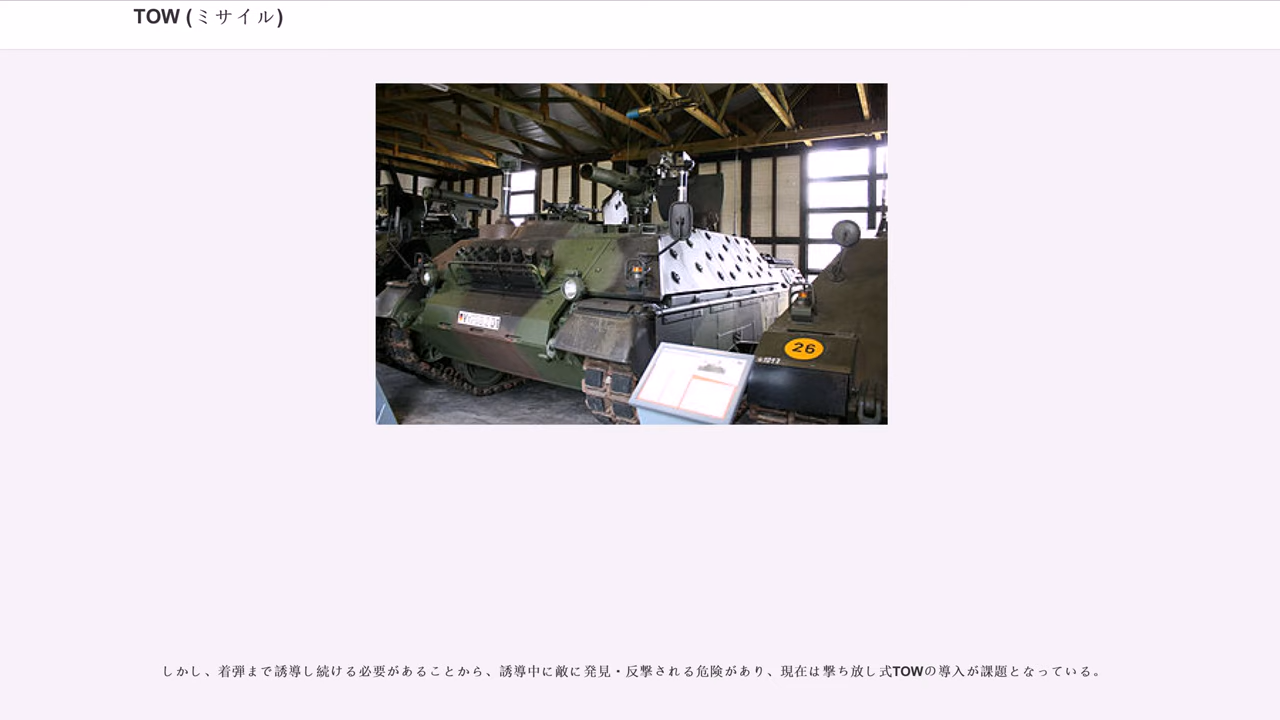 TOW (ミサイル)
26
しかし、着弾まで誘導し続ける必要があることから、誘導中に敵に発見・反撃される危険があり、現在は撃ち放し式TOWの導入が課題となっている。